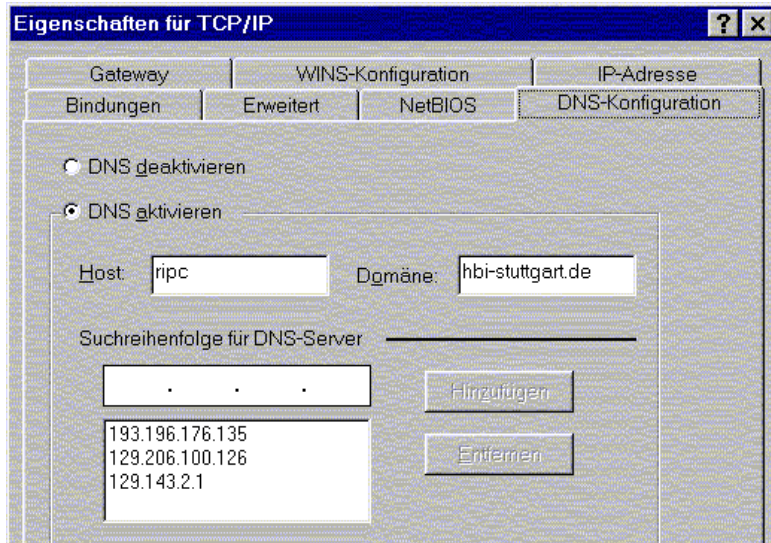 Eigenschaften für TCP/IP
Gateway WINS-Konfiguration IP-Adresse
Bindungen Erweitert NetBIOS DNS-Konfiguration
DNS deaktivieren
DNS aktivieren
Host: ripc Domäne: hbi-stuttgart.de
Suchreihenfolge für DNS-Server
. . . Hinzufügen
193.196.176.135
129.206.100.126 Entfernen
129.143.2.1